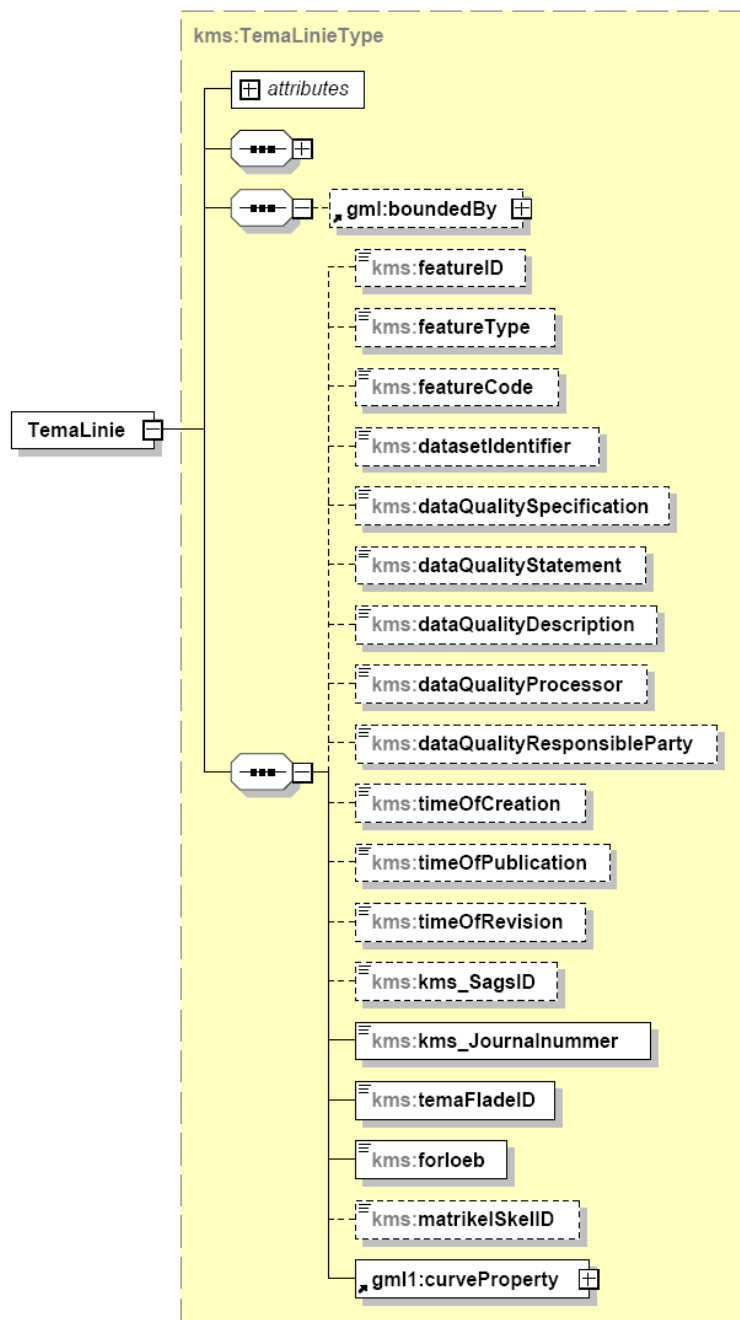 kms:TemaLinieType
attributes
gml:boundedBy
kms:featureID
kms:featureType
kms:featureCode
TemaLinie
kms:datasetIdentifier
kms:dataQualitySpecification
kms:dataQualityStatement
kms:dataQualityDescription
kms:dataQualityProcessor
kms:dataQualityResponsibleParty
kms:timeOfCreation
kms:timeOfPublication
kms:timeOfRevision
kms:kms_SagsID
kms:kms_Journalnummer
kms:temaFladeID
kms:forloeb
kms:matrikelSkelID
gml1:curveProperty